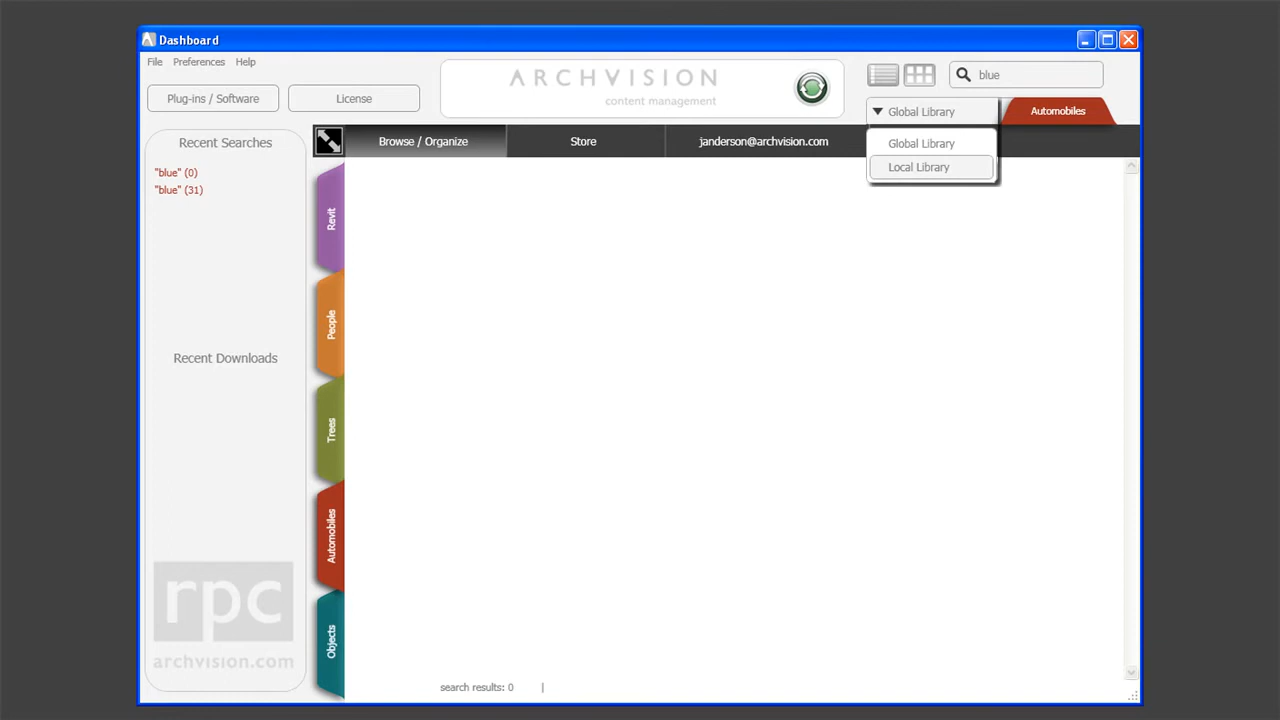 Dashboard
File Preferences Help
Plug-ins / Software License
ARCHVISION
content management
blue
Global Library
Automobiles
Browse / Organize Store janderson@archvision.com
Global Library
Local Library
Recent Searches
"blue" (0)
"blue" (31)
Recent Downloads
Revit
People
Trees
Automobiles
Objects
rpc
archvision.com
search results: 0 |